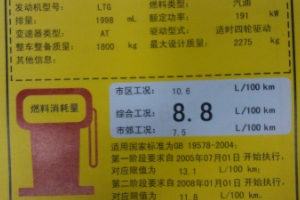 发动机型号: LTG 燃料类型: 汽油
排量: 1998 mL 额定功率: 191 kW
变速器类型: AT 驱动型式: 适时四轮驱动
整车整备质量: 1800 kg 最大设计质量: 2275 kg
其他信息:
燃料消耗量
市区工况: 10.6 L/100 km
综合工况: 8.8 L/100 km
市郊工况: 7.5 L/100 km
适用国家标准为GB 19578-2004,
第一阶段要求自 2005年07月01日 开始执行,
对应限值为 13.1 L/100 km;
第二阶段要求自 2008年01月01日 开始执行,
对应限值为 11.8 L/100 km